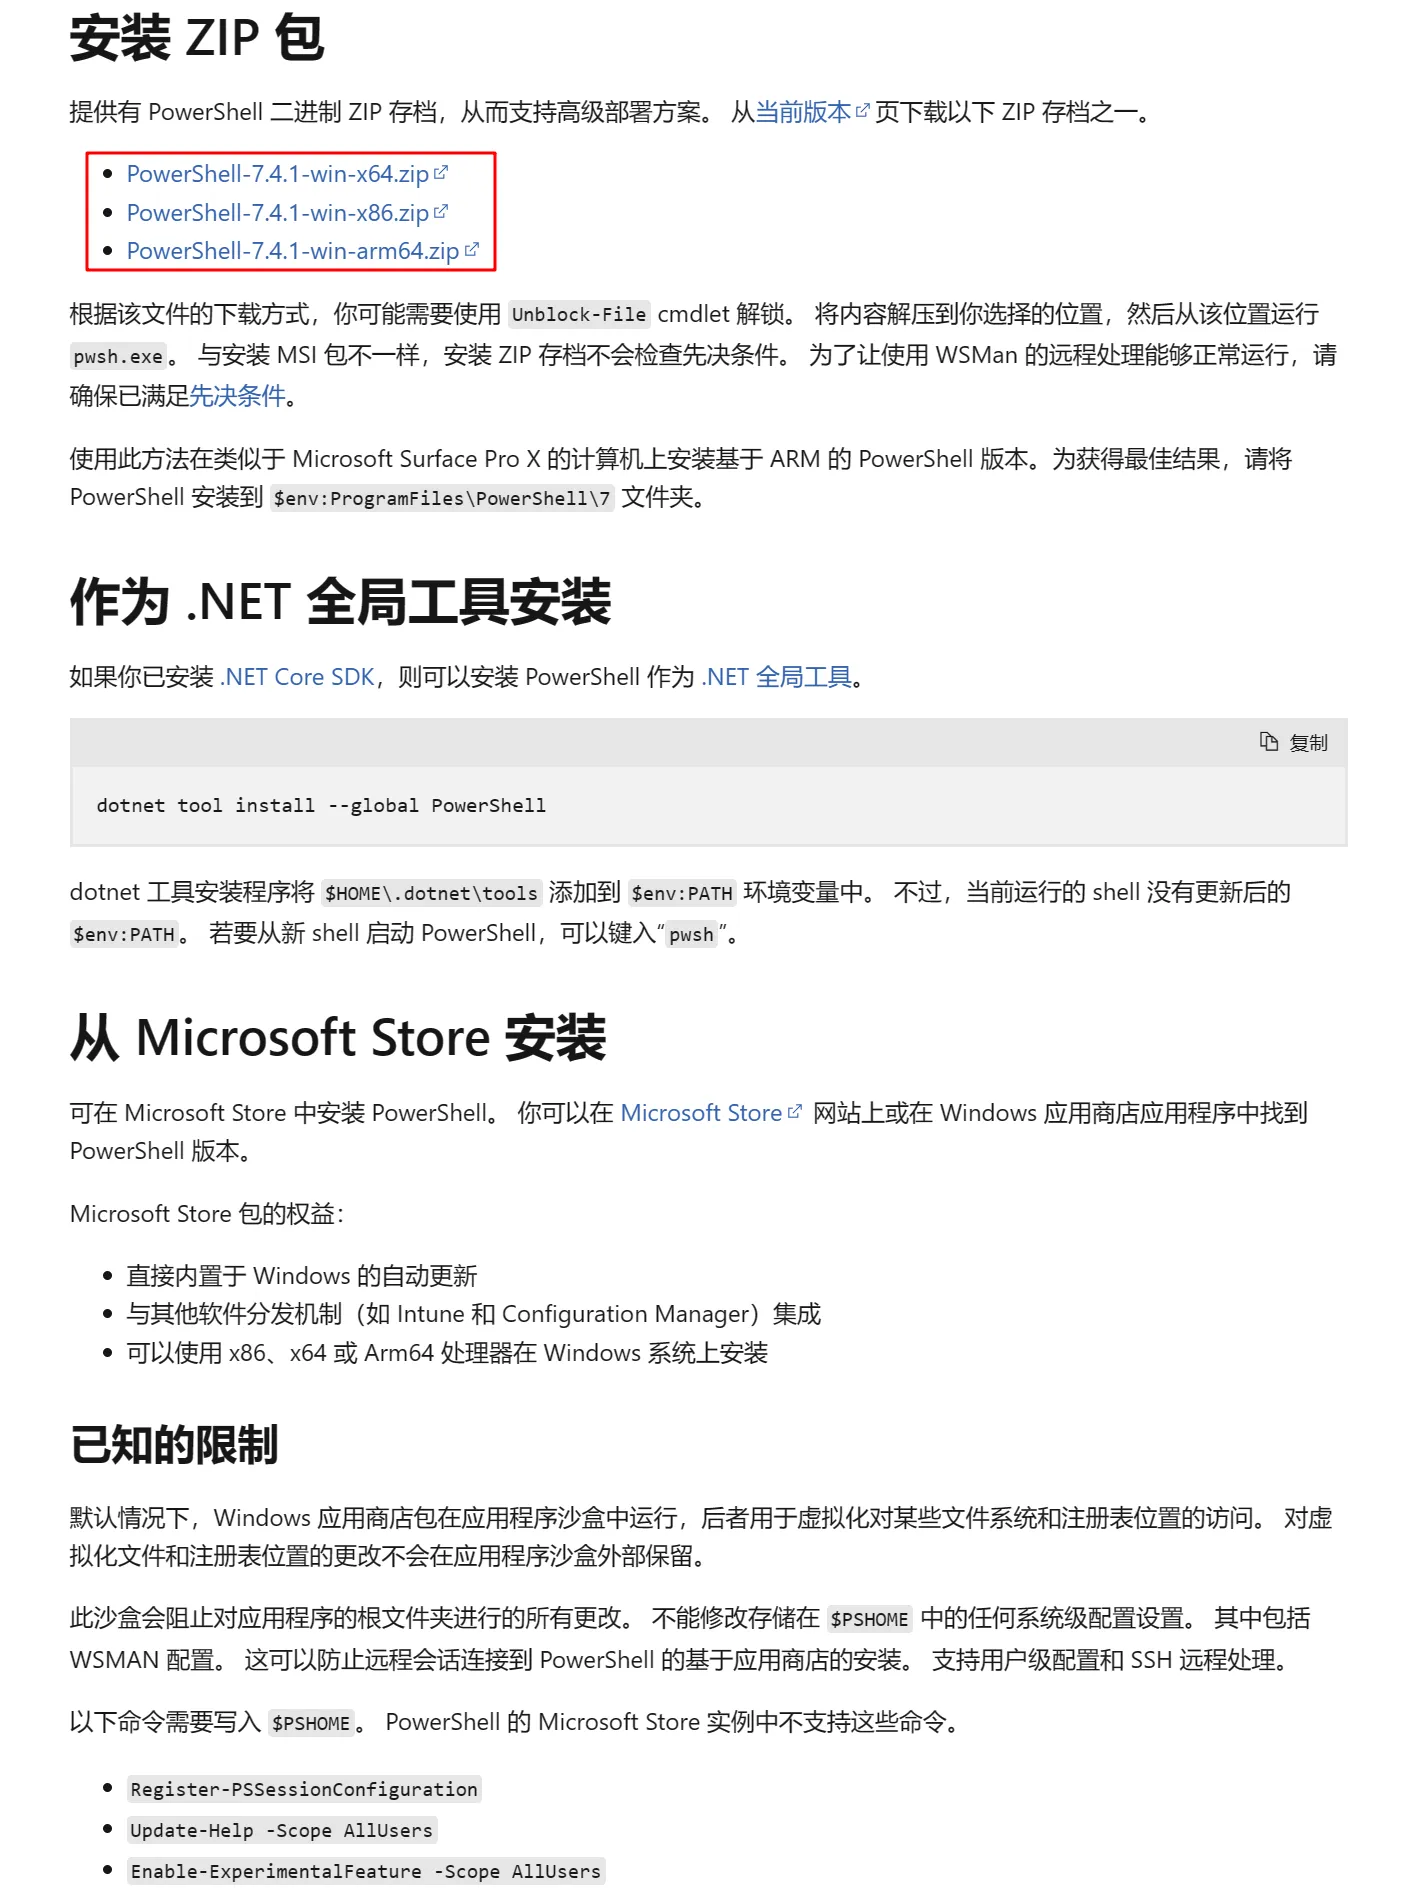 安装 ZIP 包
提供有 PowerShell 二进制 ZIP 存档，从而支持高级部署方案。 从当前版本页下载以下 ZIP 存档之一。
PowerShell-7.4.1-win-x64.zip
PowerShell-7.4.1-win-x86.zip
PowerShell-7.4.1-win-arm64.zip
根据该文件的下载方式，你可能需要使用 Unblock-File cmdlet 解锁。 将内容解压到你选择的位置，然后从该位置运行
pwsh.exe。 与安装 MSI 包不一样，安装 ZIP 存档不会检查先决条件。 为了让使用 WSMan 的远程处理能够正常运行，请
确保已满足先决条件。
使用此方法在类似于 Microsoft Surface Pro X 的计算机上安装基于 ARM 的 PowerShell 版本。为获得最佳结果，请将
PowerShell 安装到 $env:ProgramFiles\PowerShell\7 文件夹。
作为 .NET 全局工具安装
如果你已安装 .NET Core SDK，则可以安装 PowerShell 作为 .NET 全局工具。
复制
dotnet tool install --global PowerShell
dotnet 工具安装程序将 $HOME\.dotnet\tools 添加到 $env:PATH 环境变量中。 不过，当前运行的 shell 没有更新后的
$env:PATH。 若要从新 shell 启动 PowerShell，可以键入“pwsh”。
从 Microsoft Store 安装
可在 Microsoft Store 中安装 PowerShell。 你可以在 Microsoft Store 网站上或在 Windows 应用商店应用程序中找到
PowerShell 版本。
Microsoft Store 包的权益：
直接内置于 Windows 的自动更新
与其他软件分发机制（如 Intune 和 Configuration Manager）集成
可以使用 x86、x64 或 Arm64 处理器在 Windows 系统上安装
已知的限制
默认情况下，Windows 应用商店包在应用程序沙盒中运行，后者用于虚拟化对某些文件系统和注册表位置的访问。 对虚
拟化文件和注册表位置的更改不会在应用程序沙盒外部保留。
此沙盒会阻止对应用程序的根文件夹进行的所有更改。 不能修改存储在 $PSHOME 中的任何系统级配置设置。 其中包括
WSMAN 配置。 这可以防止远程会话连接到 PowerShell 的基于应用商店的安装。 支持用户级配置和 SSH 远程处理。
以下命令需要写入 $PSHOME。 PowerShell 的 Microsoft Store 实例中不支持这些命令。
Register-PSSessionConfiguration
Update-Help -Scope AllUsers
Enable-ExperimentalFeature -Scope AllUsers